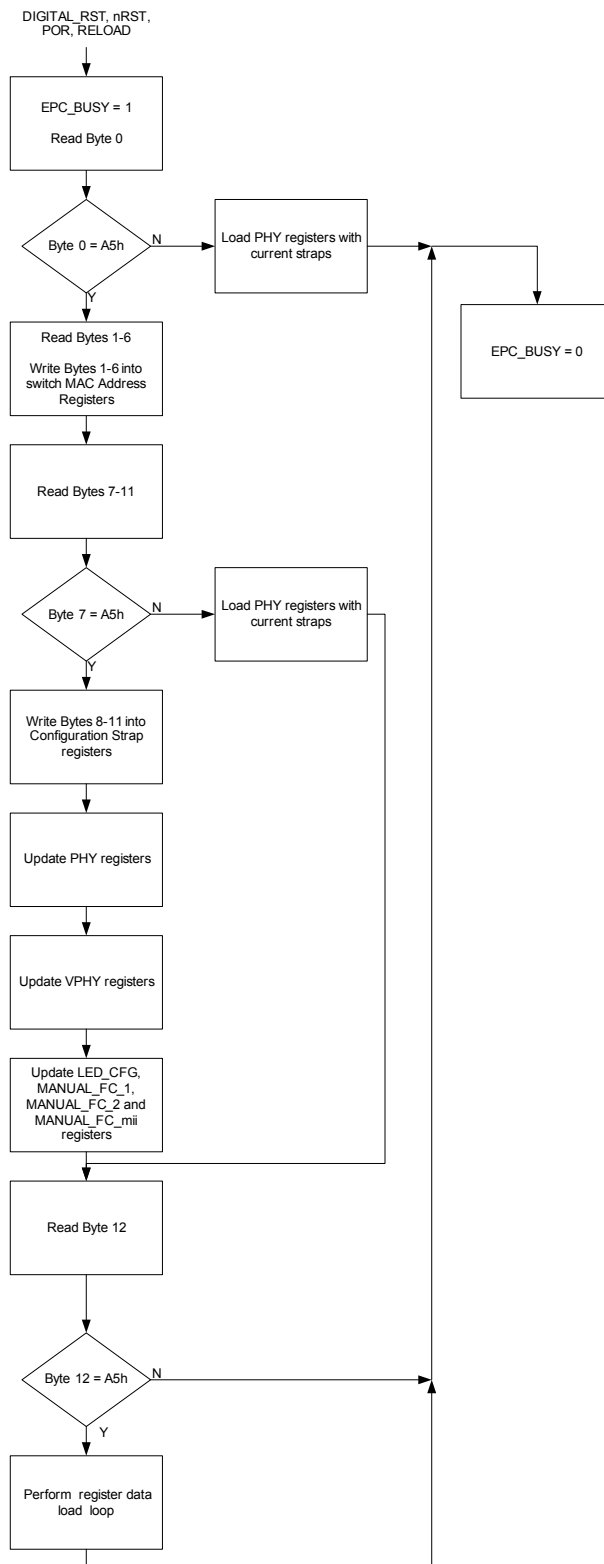 DIGITAL_RST, nRST,
POR, RELOAD
EPC_BUSY = 1
Read Byte 0
Byte 0 = A5h
N
Load PHY registers with
current straps
Y
EPC_BUSY = 0
Read Bytes 1-6
Write Bytes 1-6 into
switch MAC Address
Registers
Read Bytes 7-11
Byte 7 = A5h
N
Load PHY registers with
current straps
Y
Write Bytes 8-11 into
Configuration Strap
registers
Update PHY registers
Update VPHY registers
Update LED_CFG,
MANUAL_FC_1,
MANUAL_FC_2 and
MANUAL_FC_mii
registers
Read Byte 12
Byte 12 = A5h
N
Y
Perform register data
load loop